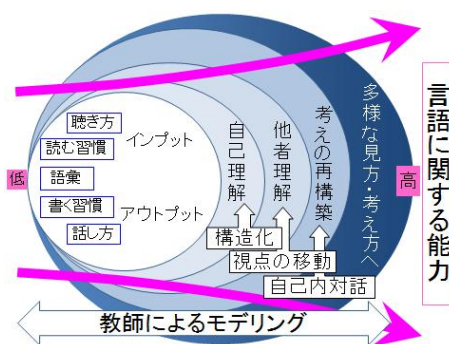 低
聴き方
読む習慣
語彙
書く習慣
話し方
インプット
アウトプット
自己理解
他者理解
考えの再構築
多様な見方・考え方へ
高
構造化
視点の移動
自己内対話
教師によるモデリング
言語に関する能力